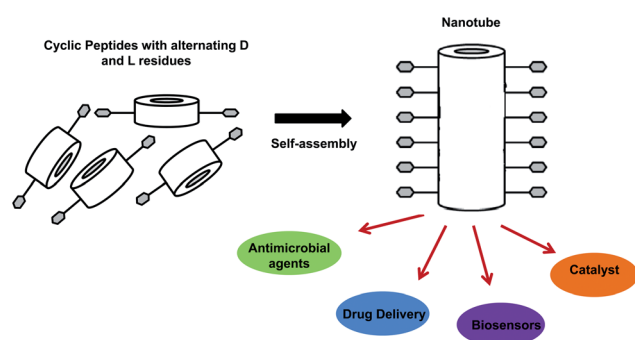 Nanotube
Cyclic Peptides with alternating D
and L residues
Self-assembly
Antimicrobial
agents
Drug Delivery
Biosensors
Catalyst